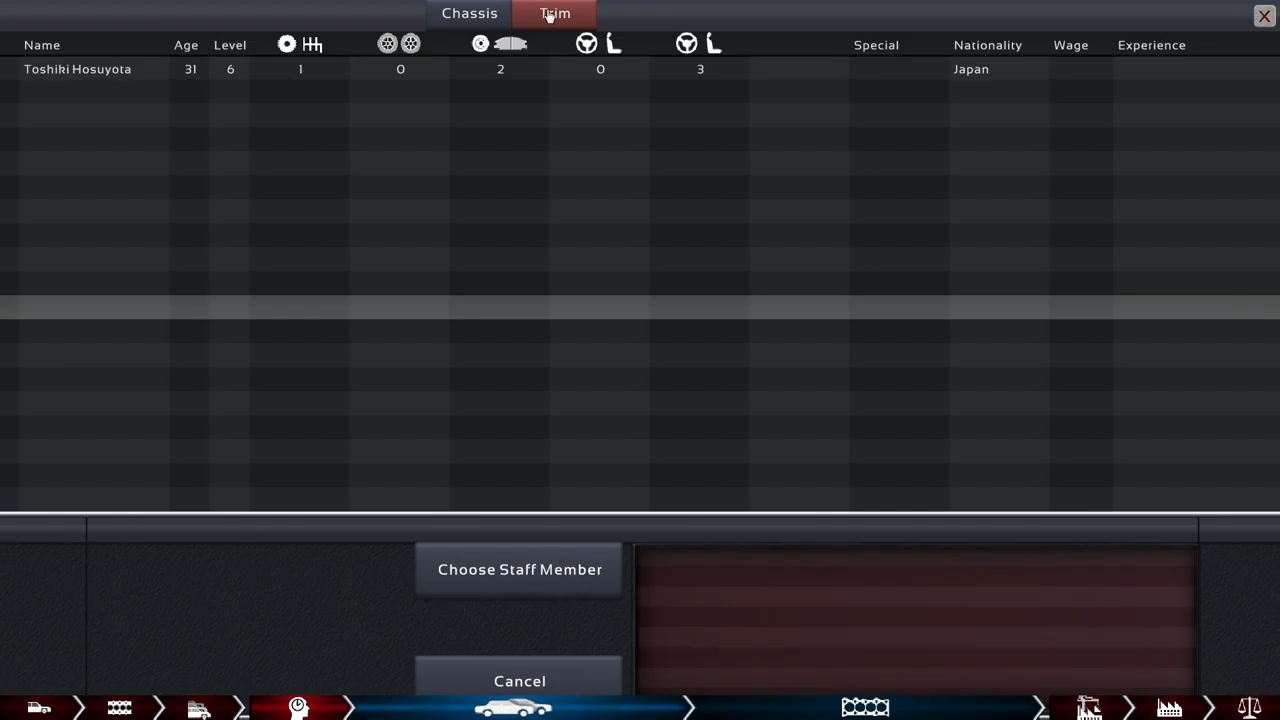 Chassis Trim
Name Age Level Special Nationality Wage Experience
Toshiki Hosuyota 31 6 1 0 2 0 3 Japan
Choose Staff Member
Cancel